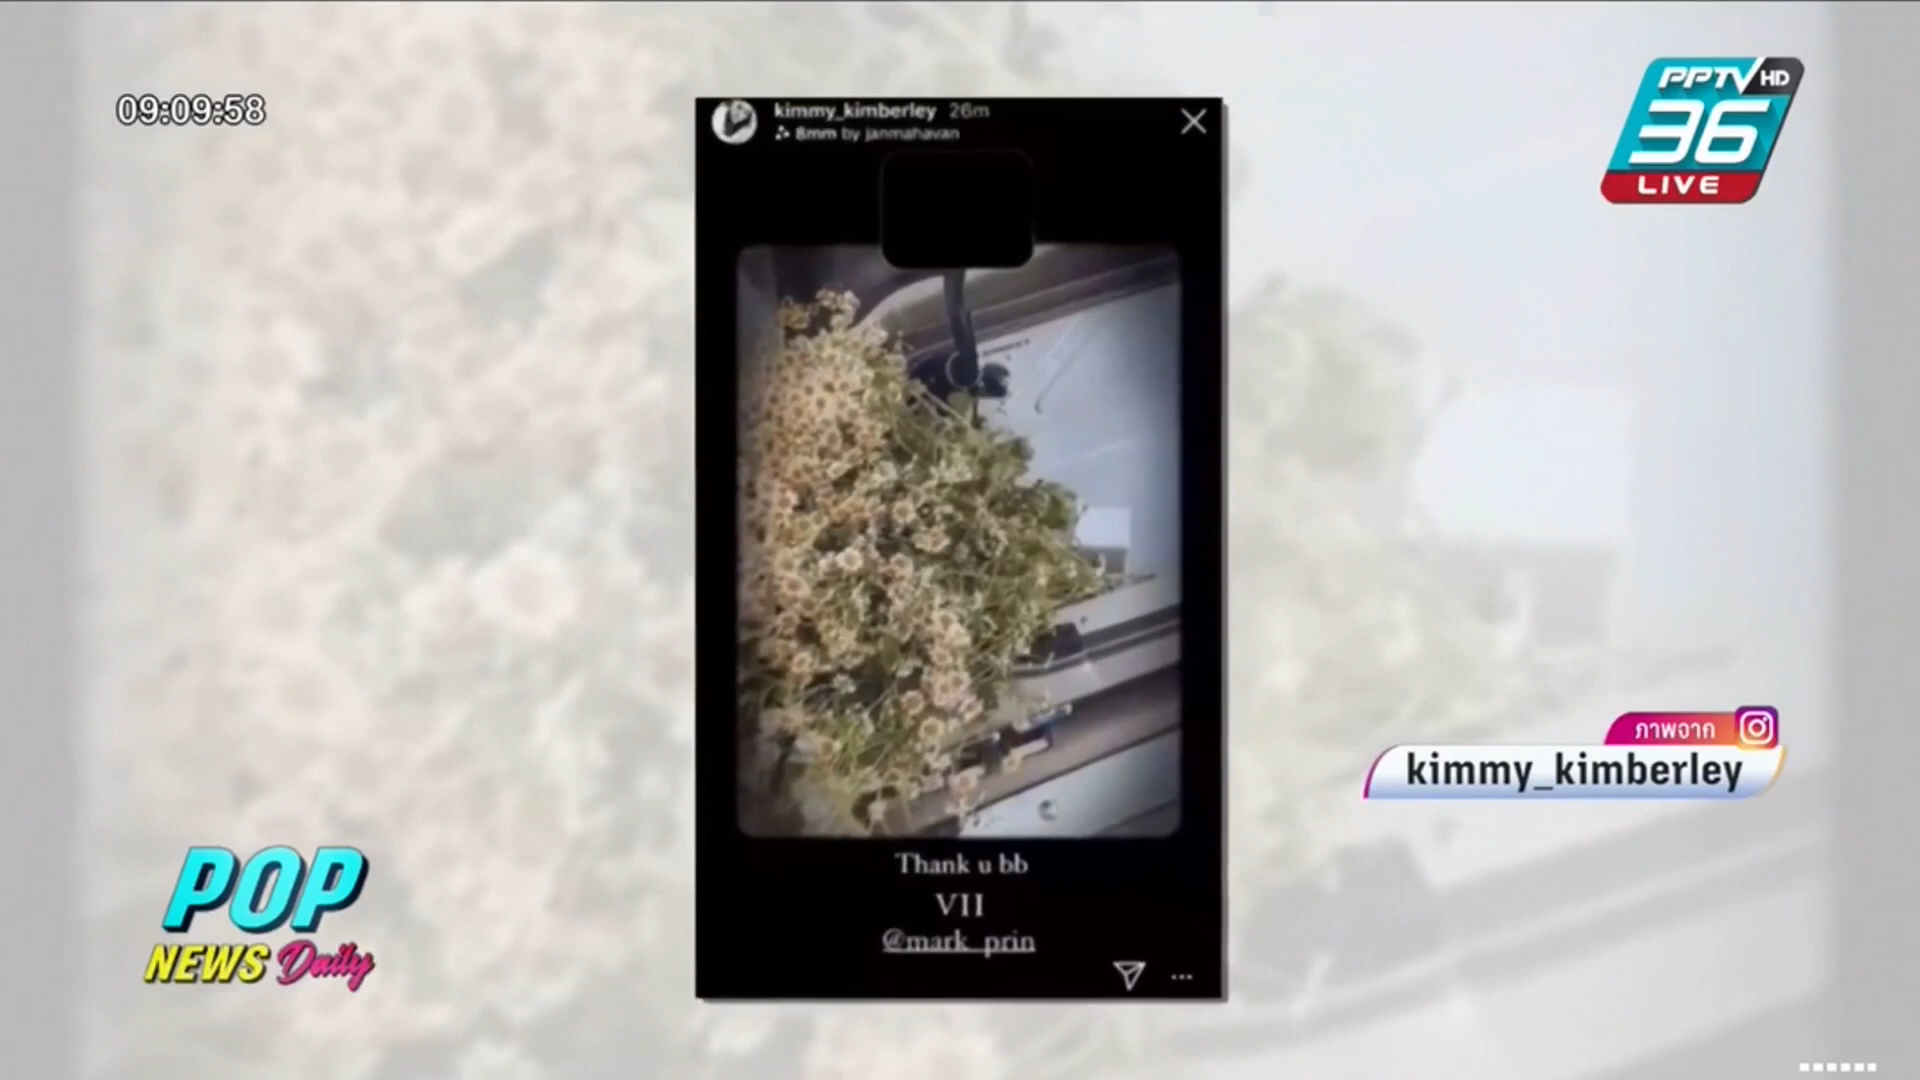 09:09:58
PPTV HD
36
LIVE
kimmy_kimberley 26m
8mm by janmahavan
Thank u bb
VII
@mark_prin
ภาพจาก
kimmy_kimberley
POP
NEWS Daily